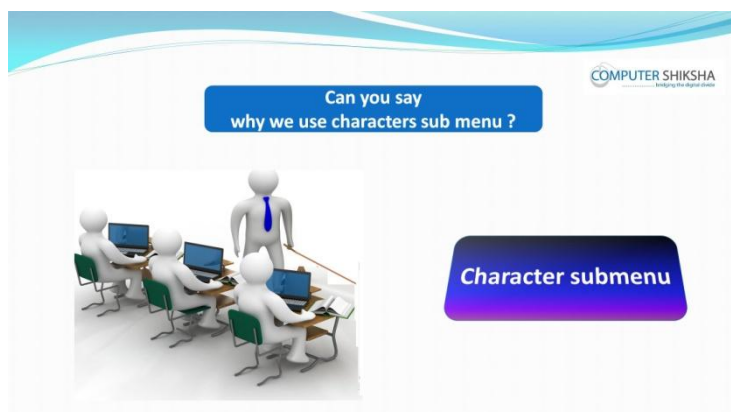 COMPUTER SHIKSHA
bridging the digital divide
Can you say
why we use characters sub menu ?
Character submenu